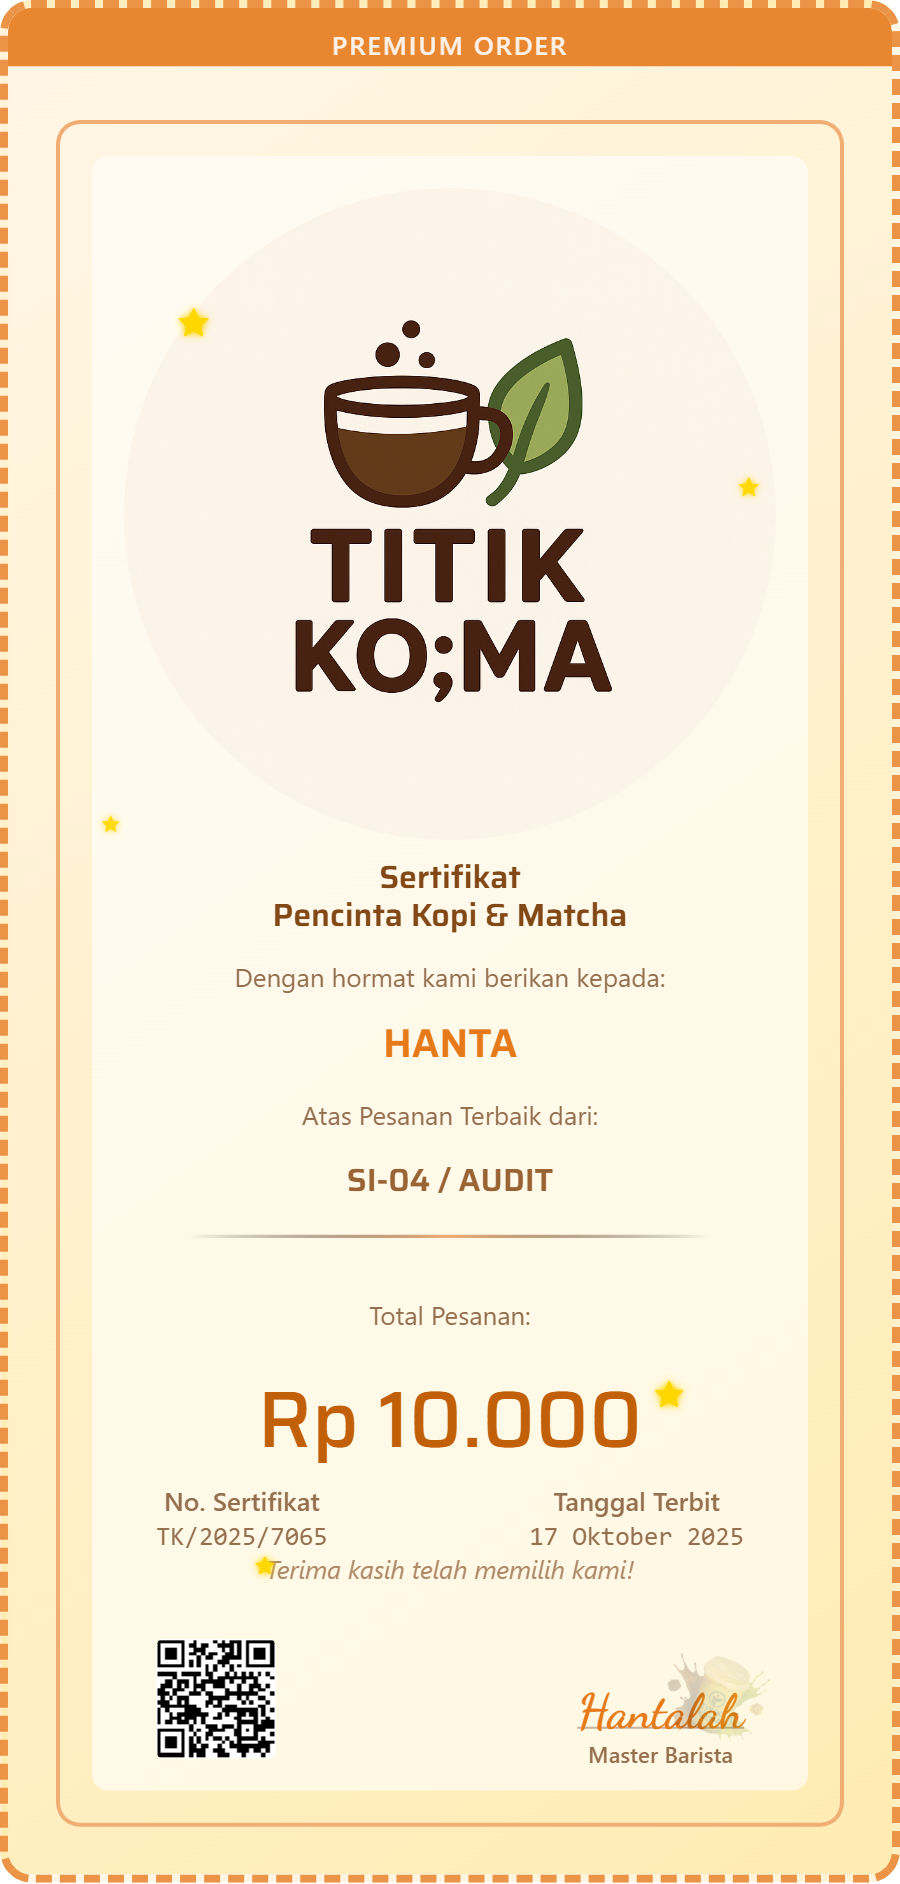 PREMIUM ORDER
TITIK
KO;MA
Sertifikat
Pencinta Kopi & Matcha
Dengan hormat kami berikan kepada:
HANTA
Atas Pesanan Terbaik dari:
SI-04 / AUDIT
Total Pesanan:
Rp 10.000
No. Sertifikat
TK/2025/7065
Tanggal Terbit
17 Oktober 2025
Terima kasih telah memilih kami!
Hantalah
Master Barista